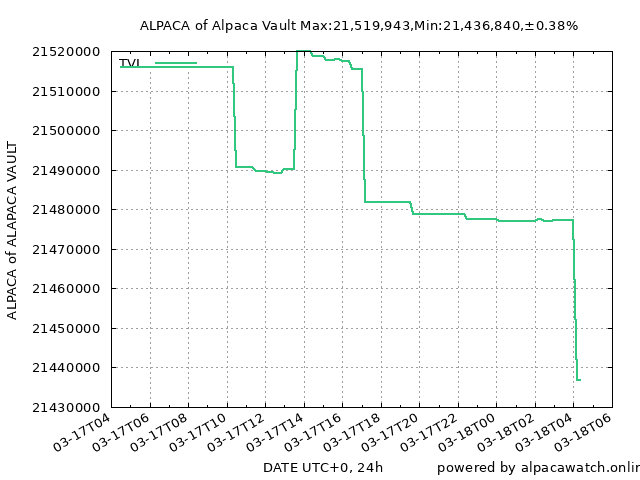 ALPACA of Alpaca Vault Max:21,519,943,Min:21,436,840,±0.38%
TVL
21520000
21510000
21500000
21490000
21480000
21470000
21460000
21450000
21440000
21430000
ALPACA of ALAPACA VAULT
03-17T04
03-17T06
03-17T08
03-17T10
03-17T12
03-17T14
03-17T16
03-17T18
03-17T20
03-17T22
03-18T00
03-18T02
03-18T04
03-18T06
DATE UTC+0, 24h
powered by alpacawatch.onlin